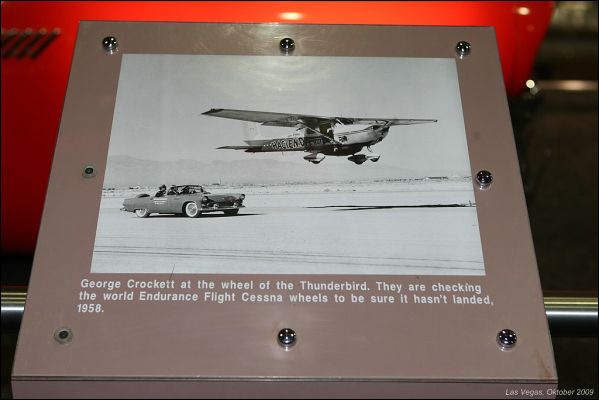 HACIENDA
George Crockett at the wheel of the Thunderbird. They are checking
the world Endurance Flight Cessna wheels to be sure it hasn't landed,
1958.
Las Vegas, Oktober 2009